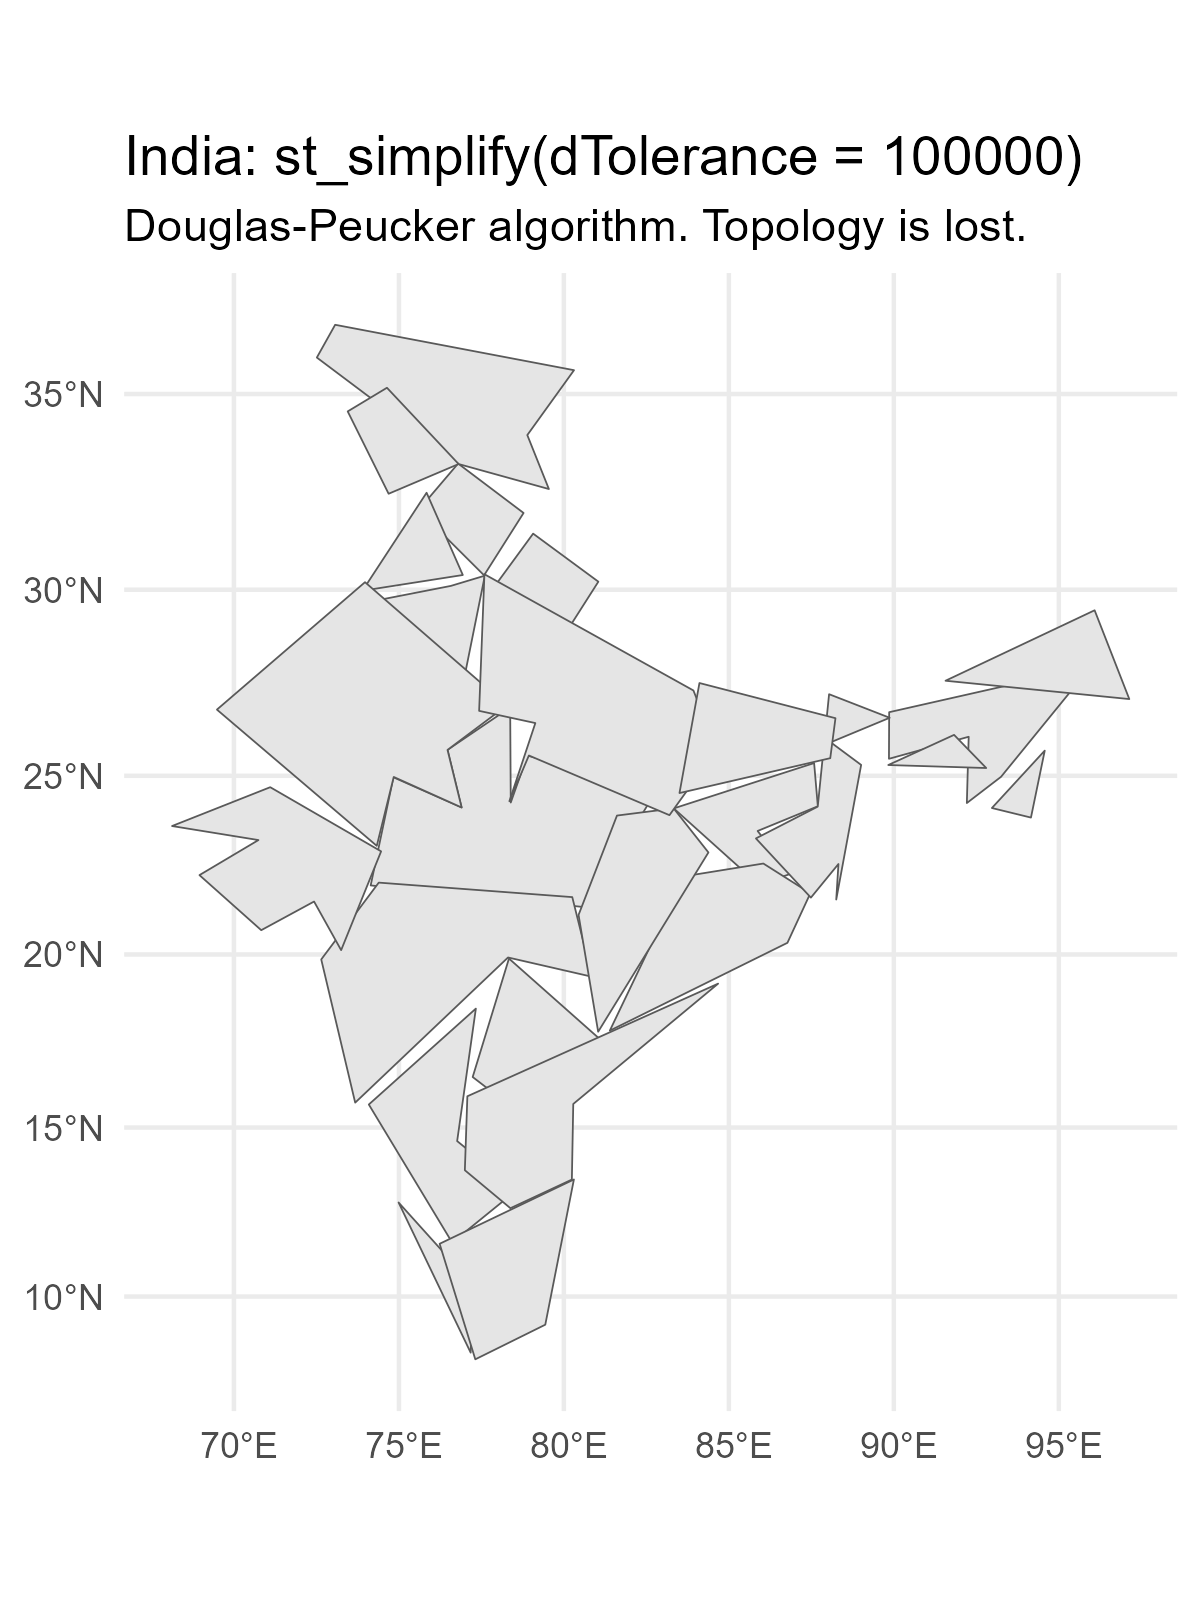 India: st_simplify(dTolerance = 100000)
Douglas-Peucker algorithm. Topology is lost.
35°N
30°N
25°N
20°N
15°N
10°N
70°E 75°E 80°E 85°E 90°E 95°E